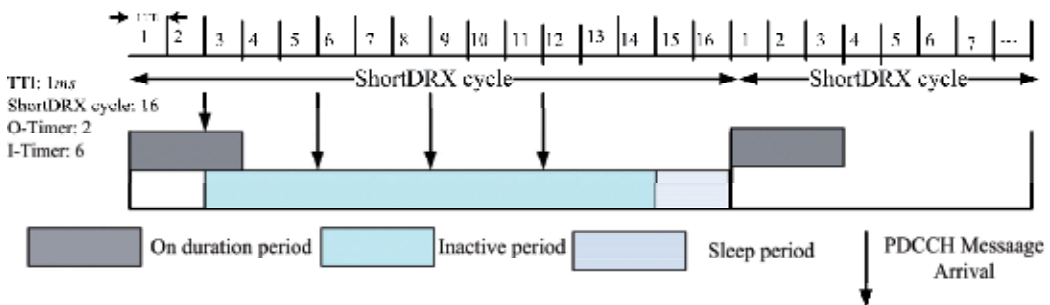 TTI
1 2 3 4 5 6 7 8 9 10 11 12 13 14 15 16 1 2 3 4 5 6 7 ...
ShortDRX cycle ShortDRX cycle
TTI: 1ms
ShortDRX cycle: 16
O-Timer: 2
I-Timer: 6
On duration period Inactive period Sleep period PDCCH Messaage
Arrival